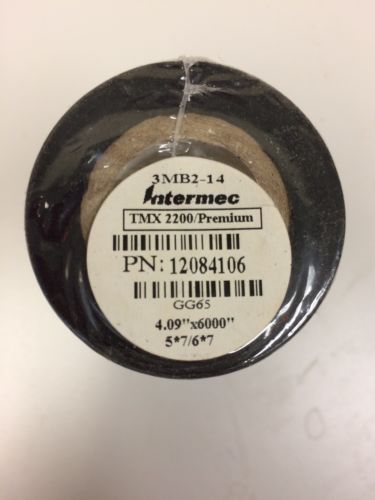 3MB2-14
Intermec
TMX 2200/Premium
PN: 12084106
GG65
4.09"x6000"
5*7/6*7